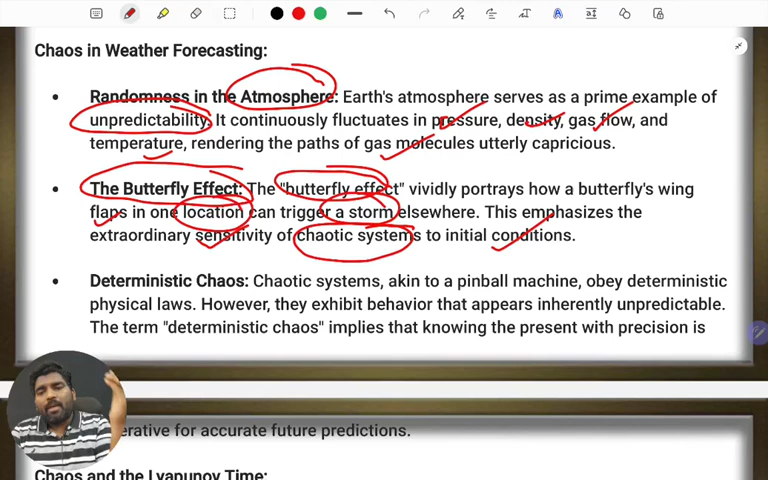 Chaos in Weather Forecasting:
• Randomness in the Atmosphere: Earth's atmosphere serves as a prime example of
unpredictability. It continuously fluctuates in pressure, density, gas flow, and
temperature, rendering the paths of gas molecules utterly capricious.
• The Butterfly Effect: The "butterfly effect" vividly portrays how a butterfly's wing
flaps in one location can trigger a storm elsewhere. This emphasizes the
extraordinary sensitivity of chaotic systems to initial conditions.
• Deterministic Chaos: Chaotic systems, akin to a pinball machine, obey deterministic
physical laws. However, they exhibit behavior that appears inherently unpredictable.
The term "deterministic chaos" implies that knowing the present with precision is
erative for accurate future predictions.
Chaos and the Lyapunov Time: